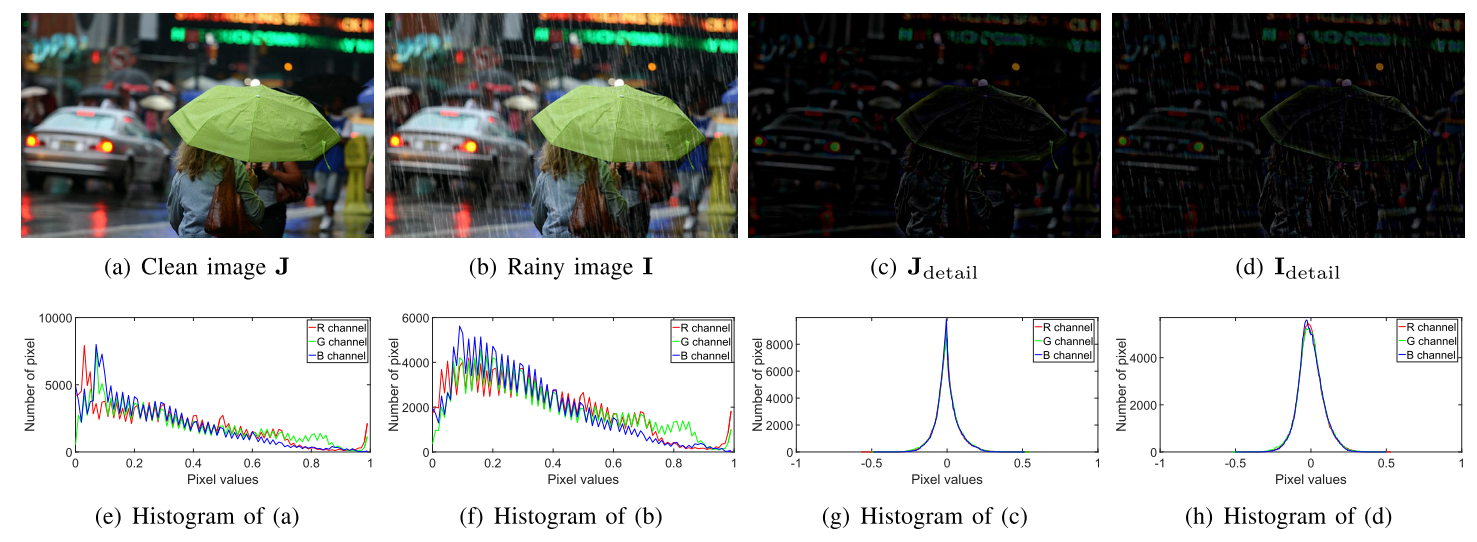 (a) Clean image J
(b) Rainy image I
(c) J_detail
(d) I_detail
10000
5000
0
0
0.2
0.4
0.6
0.8
1
Number of pixel
Pixel values
R channel
G channel
B channel
6000
4000
2000
0
0
0.2
0.4
0.6
0.8
1
Number of pixel
Pixel values
R channel
G channel
B channel
8000
6000
4000
2000
0
-1
-0.5
0
0.5
1
Number of pixel
Pixel values
R channel
G channel
B channel
4000
2000
0
-1
-0.5
0
0.5
1
Number of pixel
Pixel values
R channel
G channel
B channel
(e) Histogram of (a)
(f) Histogram of (b)
(g) Histogram of (c)
(h) Histogram of (d)